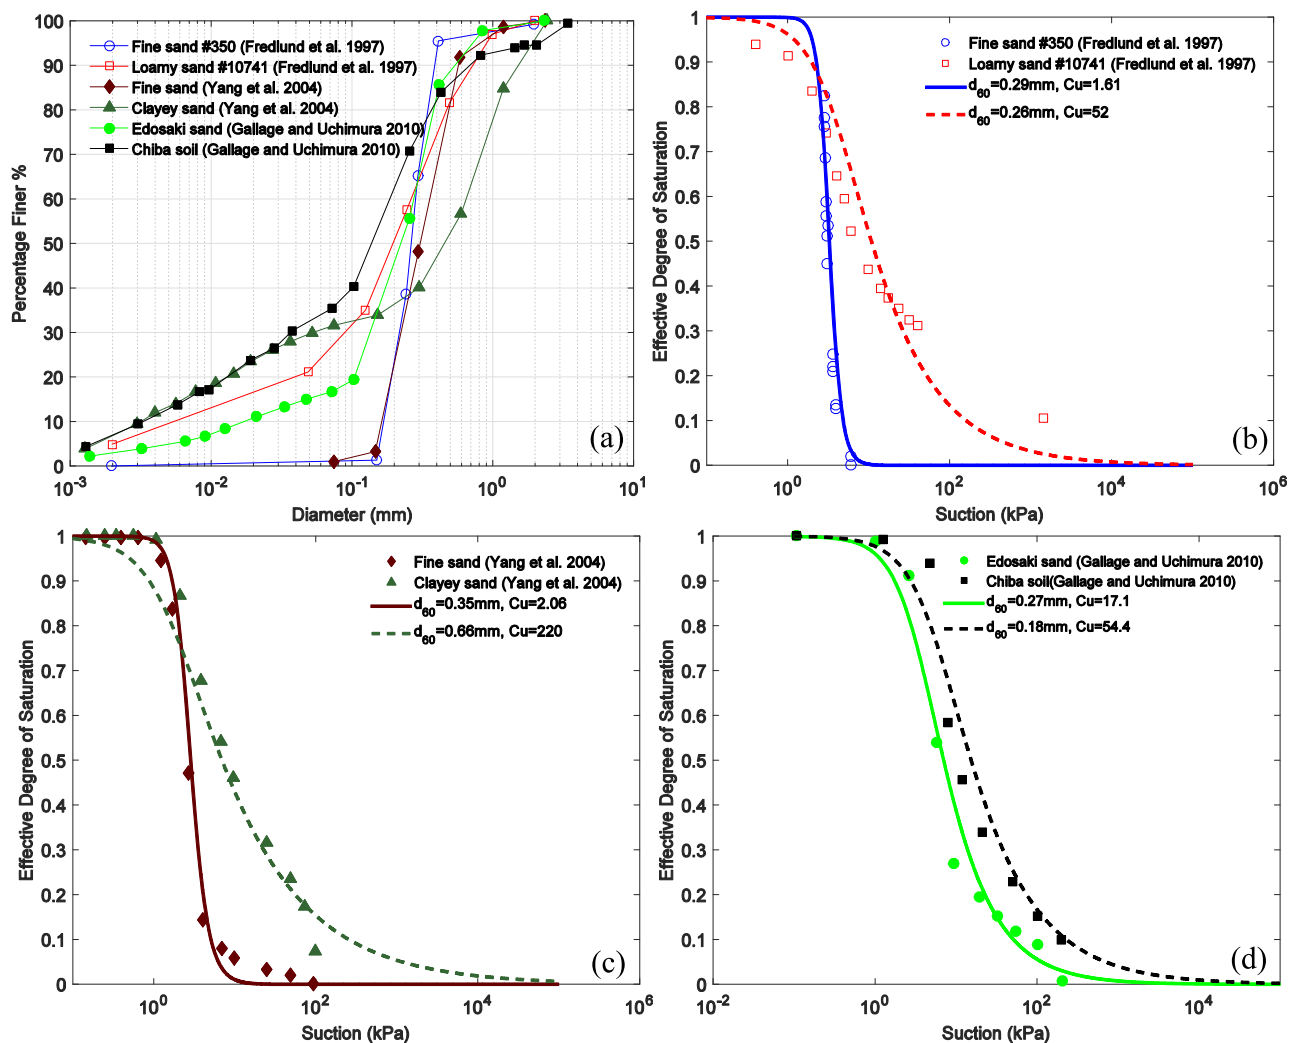 Percentage Finer %
100
90
80
70
60
50
40
30
20
10
0
Fine sand #350 (Fredlund et al. 1997)
Loamy sand #10741 (Fredlund et al. 1997)
Fine sand (Yang et al. 2004)
Clayey sand (Yang et al. 2004)
Edosaki sand (Gallage and Uchimura 2010)
Chiba soil (Gallage and Uchimura 2010)
(a)
10-3 10-2 10-1 100 101
Diameter (mm)
Effective Degree of Saturation
1
0.9
0.8
0.7
0.6
0.5
0.4
0.3
0.2
0.1
0
Fine sand #350 (Fredlund et al. 1997)
Loamy sand #10741 (Fredlund et al. 1997)
d60=0.29mm, Cu=1.61
d60=0.26mm, Cu=52
(b)
100 102 104 106
Suction (kPa)
Effective Degree of Saturation
1
0.9
0.8
0.7
0.6
0.5
0.4
0.3
0.2
0.1
0
Fine sand (Yang et al. 2004)
Clayey sand (Yang et al. 2004)
d60=0.35mm, Cu=2.06
d60=0.66mm, Cu=220
(c)
100 102 104 106
Suction (kPa)
Effective Degree of Saturation
1
0.9
0.8
0.7
0.6
0.5
0.4
0.3
0.2
0.1
0
Edosaki sand (Gallage and Uchimura 2010)
Chiba soil(Gallage and Uchimura 2010)
d60=0.27mm, Cu=17.1
d60=0.18mm, Cu=54.4
(d)
10-2 100 102 104
Suction (kPa)